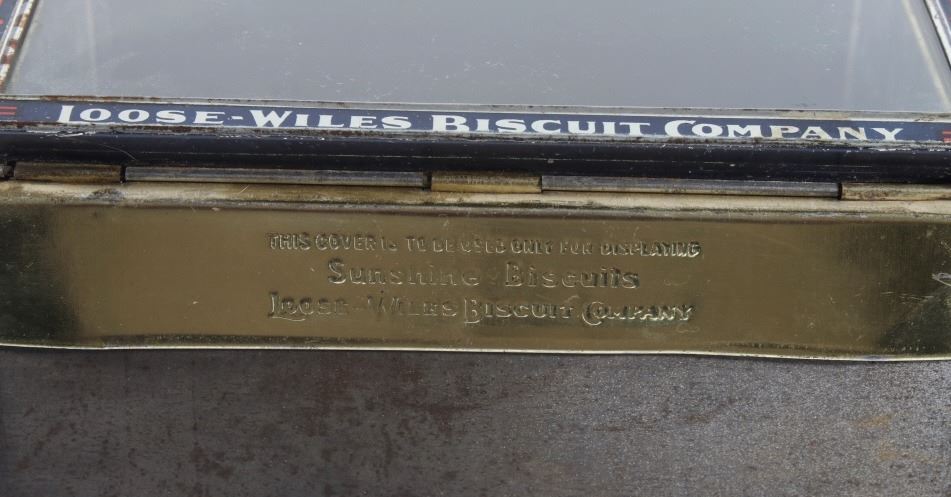 LOOSE-WILES BISCUIT COMPANY
THIS COVER IS TO BE USED ONLY FOR DISPLAYING
Sunshine Biscuits
LOOSE-WILES BISCUIT COMPANY